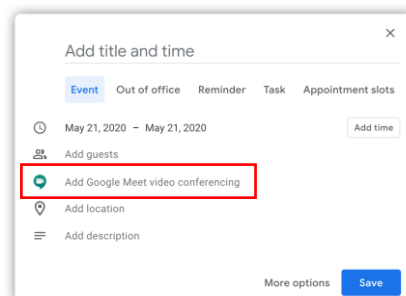 Add title and time
Event Out of office Reminder Task Appointment slots
May 21, 2020 – May 21, 2020 Add time
Add guests
Add Google Meet video conferencing
Add location
Add description
More options Save